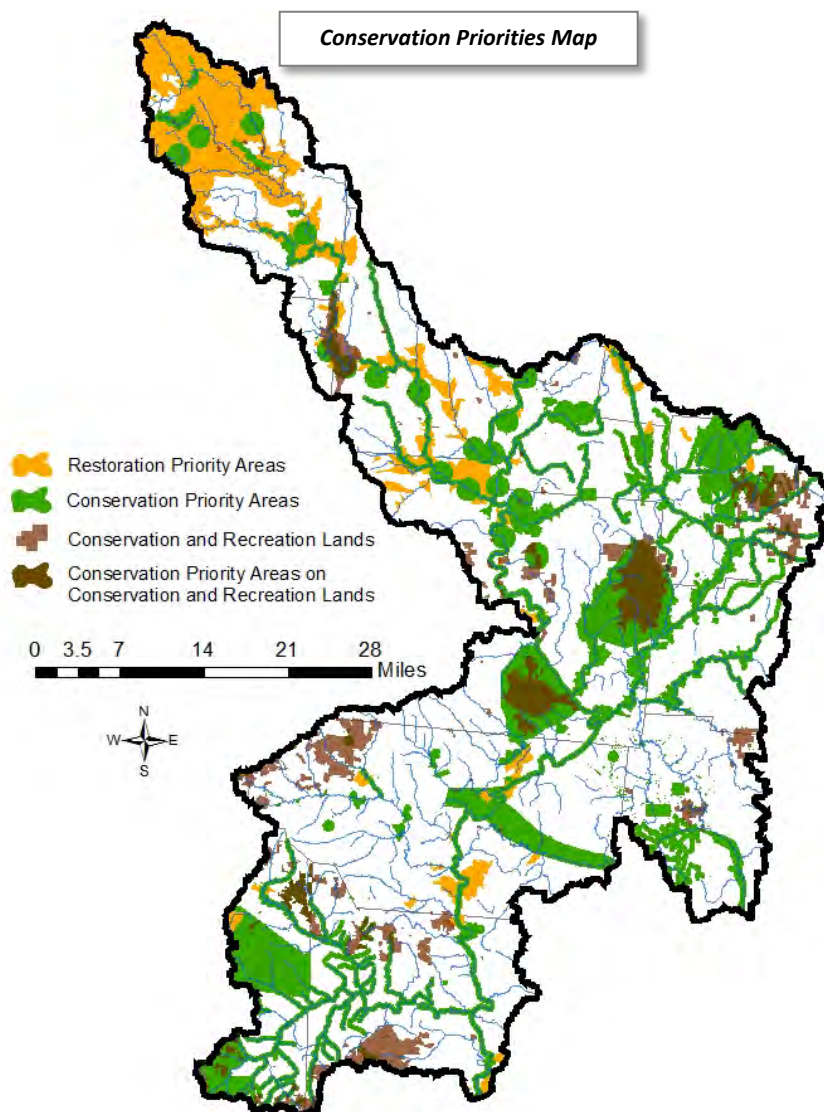 Conservation Priorities Map
Restoration Priority Areas
Conservation Priority Areas
Conservation and Recreation Lands
Conservation Priority Areas on
Conservation and Recreation Lands
0 3.5 7 14 21 28
Miles
N
W E
S